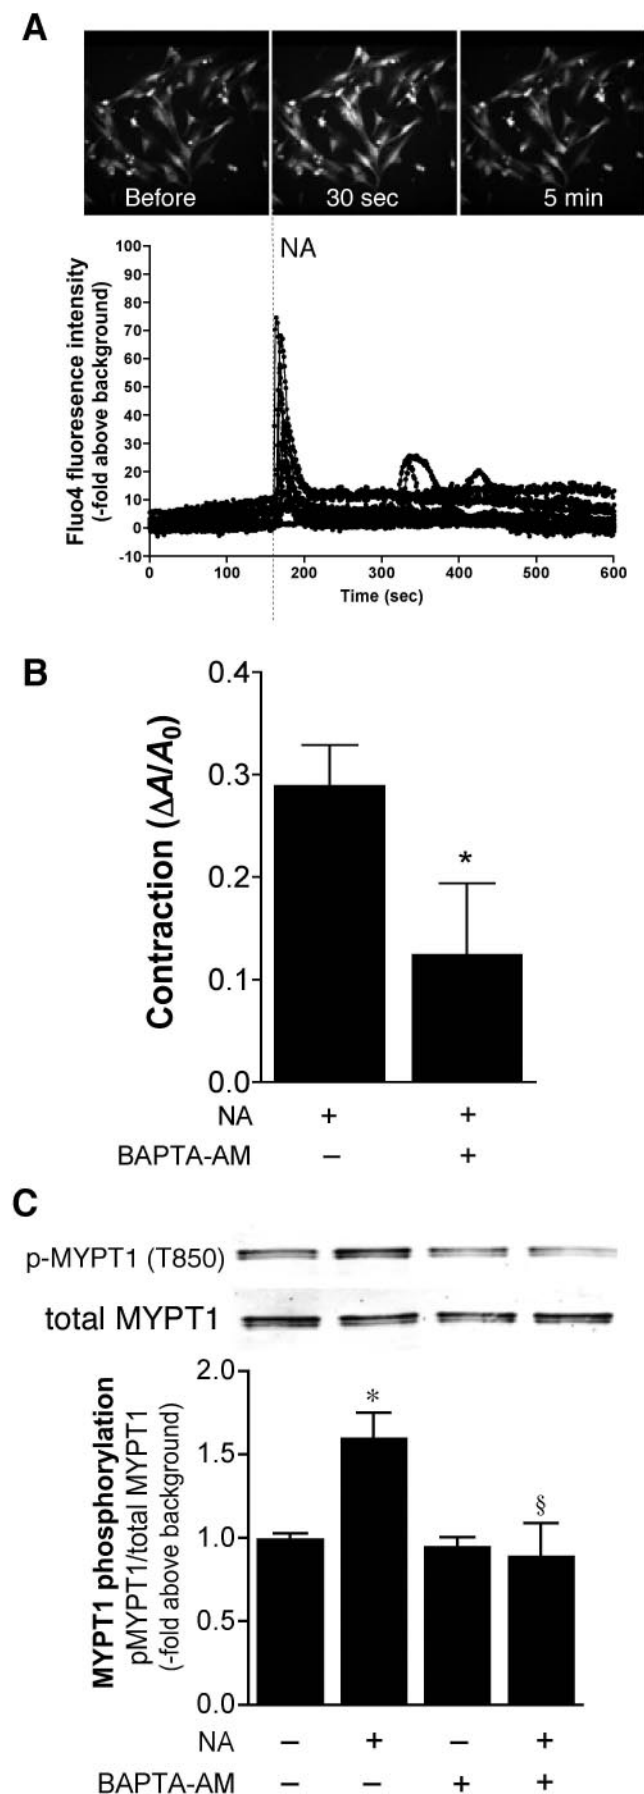 A
Before
30 sec
5 min
NA
Fluo4 fluoresence intensity
(-fold above background)
100
90
80
70
60
50
40
30
20
10
0
-10
0
100
200
300
400
500
600
Time (sec)
B
Contraction (ΔA/A0)
0.4
0.3
0.2
0.1
0.0
*
NA + +
BAPTA-AM – +
C
p-MYPT1 (T850)
total MYPT1
MYPT1 phosphorylation
pMYPT1/total MYPT1
(-fold above background)
2.0
1.5
1.0
0.5
0.0
*
§
NA – + – +
BAPTA-AM – – + +